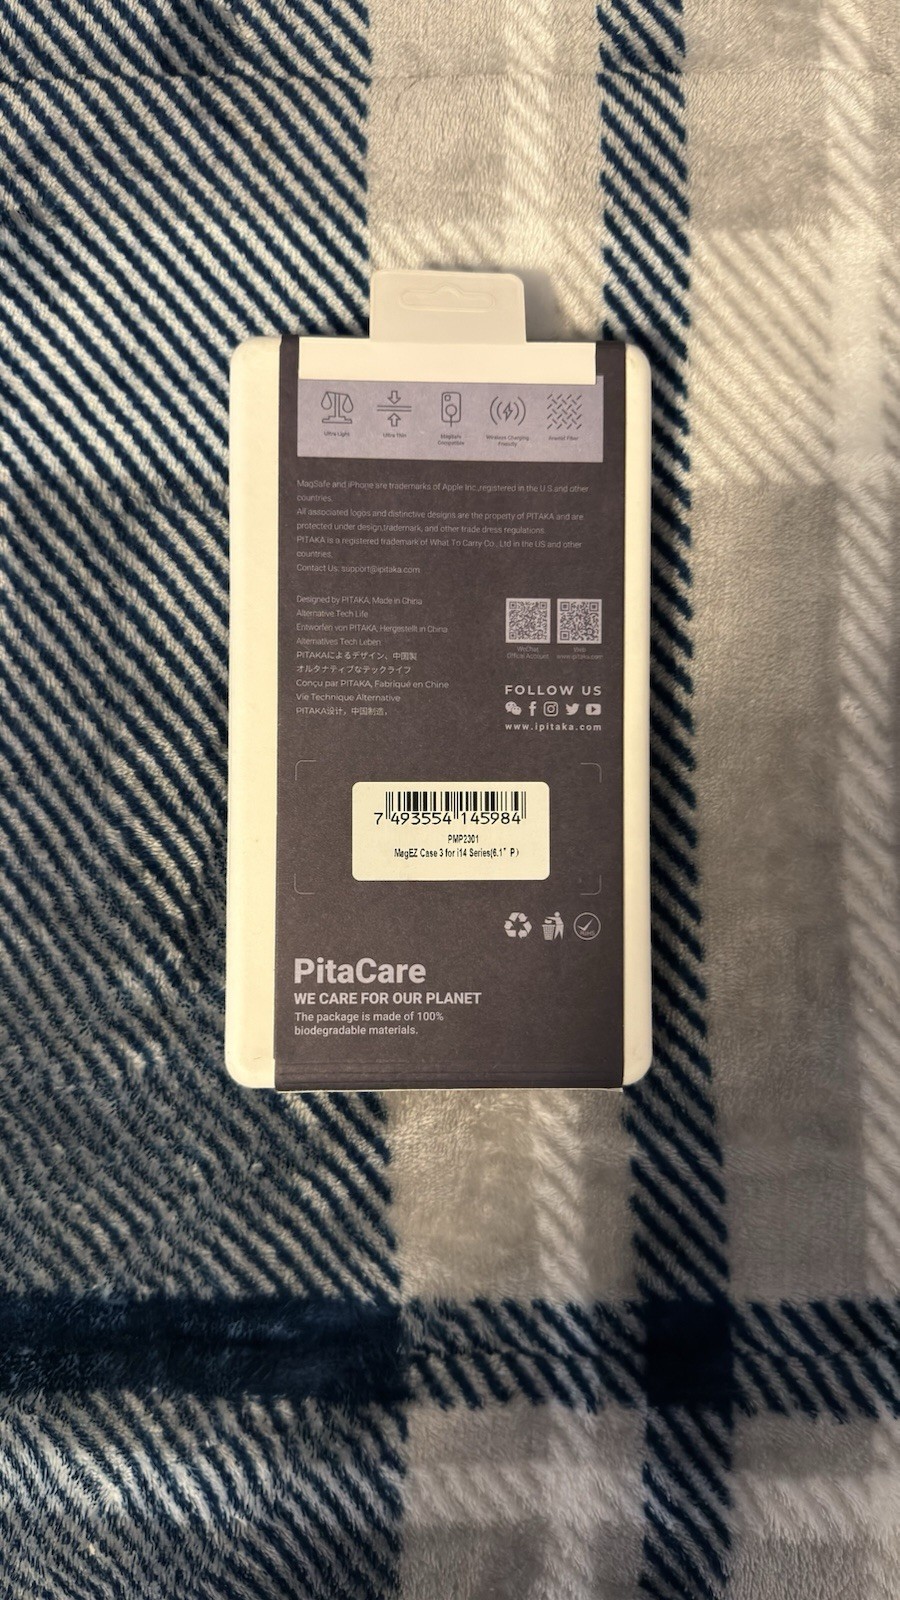 Ultra Light
Ultra Thin
MagSafe
Compatible
Wireless Charging
Friendly
Aramid Fiber
MagSafe and iPhone are trademarks of Apple Inc.,registered in the U.S and other
countries.
All associated logos and distinctive designs are the property of PITAKA and are
protected under design,trademark, and other trade dress regulations.
PITAKA is a registered trademark of What To Carry Co., Ltd in the US and other
countries.
Contact Us: support@ipitaka.com
Designed by PITAKA, Made in China
Alternative Tech Life
Entworfen von PITAKA; Hergestellt in China
Alternatives Tech Leben
PITAKAによるデザイン、中国製
オルタナティブなテックライフ
Conçu par PITAKA, Fabriqué en Chine
Vie Technique Alternative
PITAKA设计，中国制造，
WeChat
Official Account
Web
www.ipitaka.com
FOLLOW US
www.ipitaka.com
7 493554 145984
PMP2301
MagEZ Case 3 for i14 Series(6.1" P)
RoHS
PitaCare
WE CARE FOR OUR PLANET
The package is made of 100%
biodegradable materials.